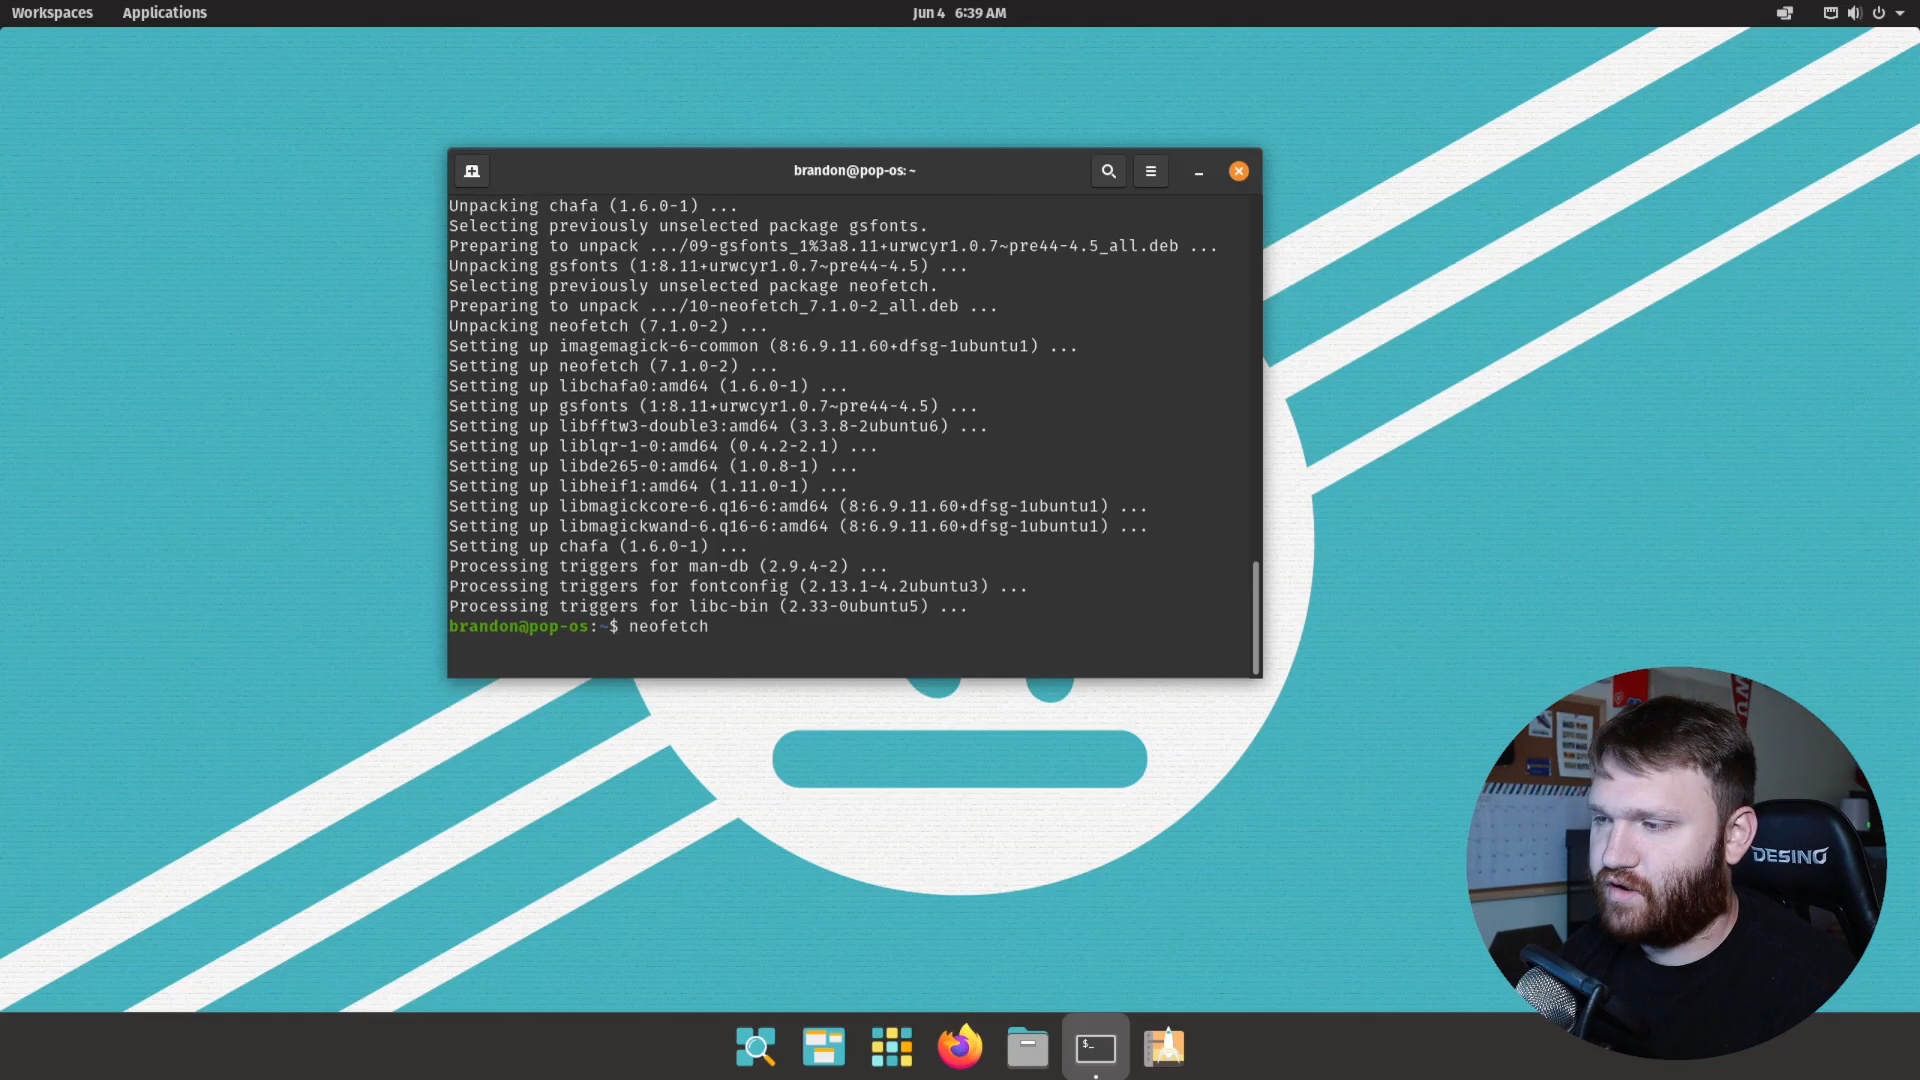 Workspaces Applications Jun 4 6:39 AM
brandon@pop-os: ~
Unpacking chafa (1.6.0-1) ...
Selecting previously unselected package gsfonts.
Preparing to unpack .../09-gsfonts_1%3a8.11+urwcyr1.0.7~pre44-4.5_all.deb ...
Unpacking gsfonts (1:8.11+urwcyr1.0.7~pre44-4.5) ...
Selecting previously unselected package neofetch.
Preparing to unpack .../10-neofetch_7.1.0-2_all.deb ...
Unpacking neofetch (7.1.0-2) ...
Setting up imagemagick-6-common (8:6.9.11.60+dfsg-1ubuntu1) ...
Setting up neofetch (7.1.0-2) ...
Setting up libchafa0:amd64 (1.6.0-1) ...
Setting up gsfonts (1:8.11+urwcyr1.0.7~pre44-4.5) ...
Setting up libfftw3-double3:amd64 (3.3.8-2ubuntu6) ...
Setting up liblqr-1-0:amd64 (0.4.2-2.1) ...
Setting up libde265-0:amd64 (1.0.8-1) ...
Setting up libheif1:amd64 (1.11.0-1) ...
Setting up libmagickcore-6.q16-6:amd64 (8:6.9.11.60+dfsg-1ubuntu1) ...
Setting up libmagickwand-6.q16-6:amd64 (8:6.9.11.60+dfsg-1ubuntu1) ...
Setting up chafa (1.6.0-1) ...
Processing triggers for man-db (2.9.4-2) ...
Processing triggers for fontconfig (2.13.1-4.2ubuntu3) ...
Processing triggers for libc-bin (2.33-0ubuntu5) ...
brandon@pop-os:~$ neofetch
DESINO
$_